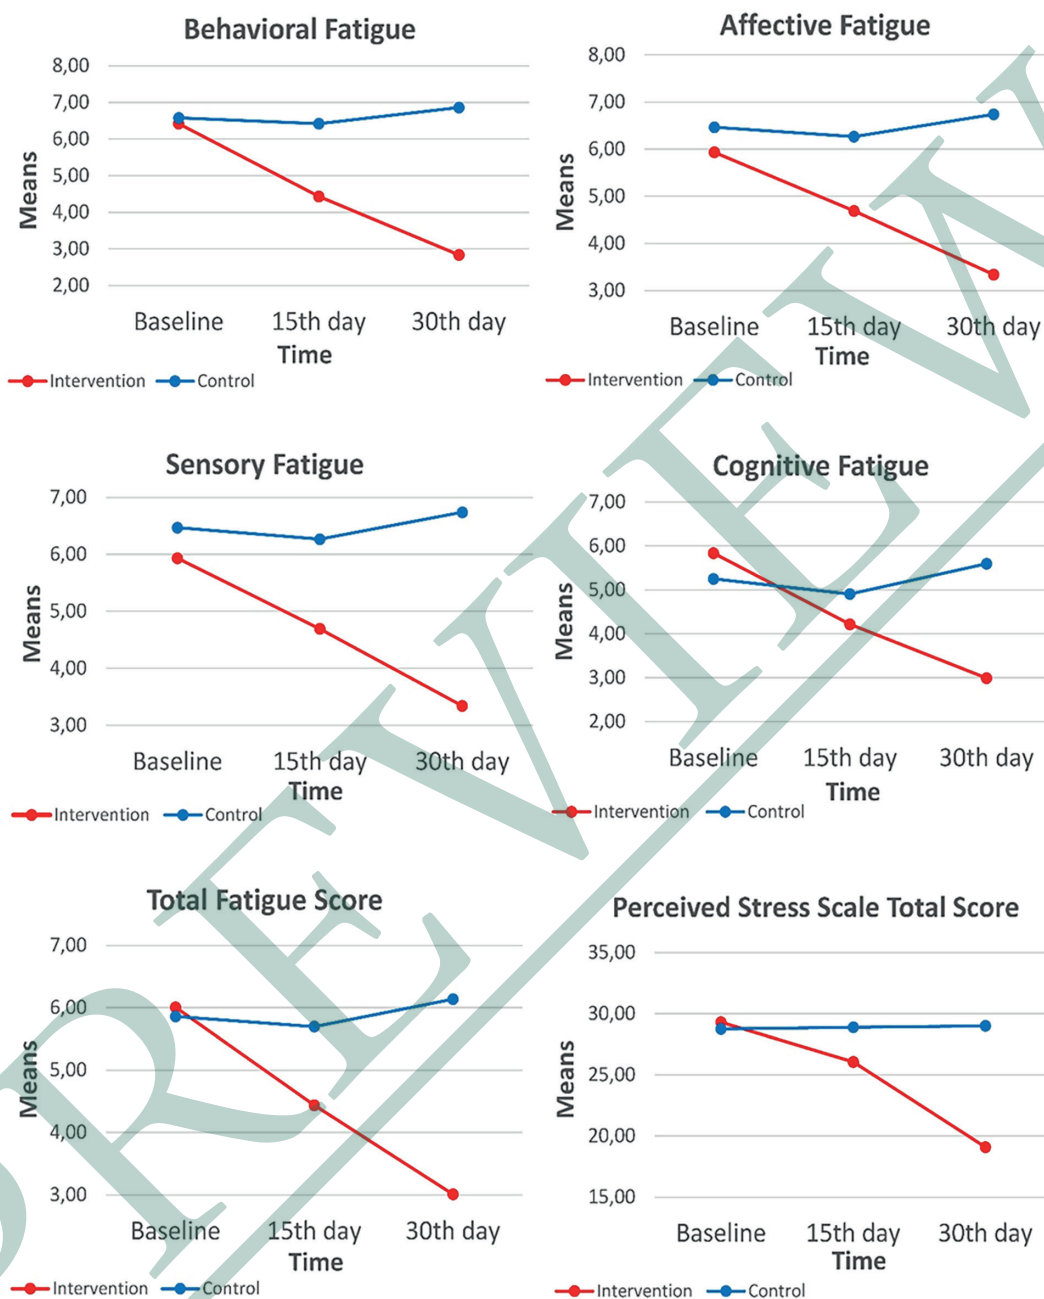 Behavioral Fatigue
8,00
7,00
6,00
5,00
4,00
3,00
2,00
Means
Baseline 15th day 30th day
Time
Intervention Control
Affective Fatigue
8,00
7,00
6,00
5,00
4,00
3,00
Means
Baseline 15th day 30th day
Time
Intervention Control
Sensory Fatigue
7,00
6,00
5,00
4,00
3,00
Means
Baseline 15th day 30th day
Time
Intervention Control
Cognitive Fatigue
7,00
6,00
5,00
4,00
3,00
2,00
Means
Baseline 15th day 30th day
Time
Intervention Control
Total Fatigue Score
7,00
6,00
5,00
4,00
3,00
Means
Baseline 15th day 30th day
Time
Intervention Control
Perceived Stress Scale Total Score
35,00
30,00
25,00
20,00
15,00
Means
Baseline 15th day 30th day
Time
Intervention Control
PREVIEW